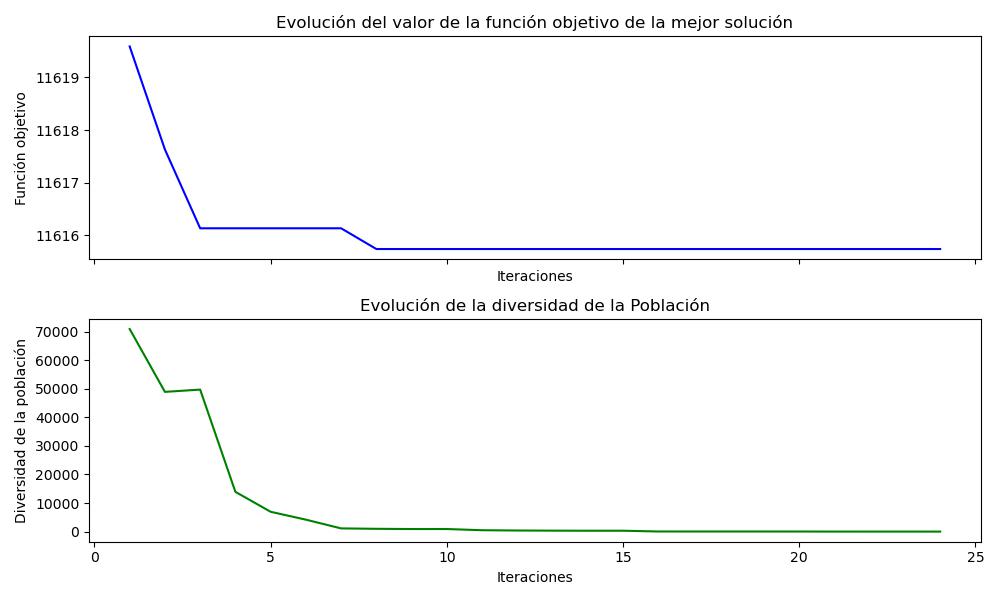 Evolución del valor de la función objetivo de la mejor solución
Función objetivo
11619
11618
11617
11616
Iteraciones
Evolución de la diversidad de la Población
Diversidad de la población
70000
60000
50000
40000
30000
20000
10000
0
0 5 10 15 20 25
Iteraciones